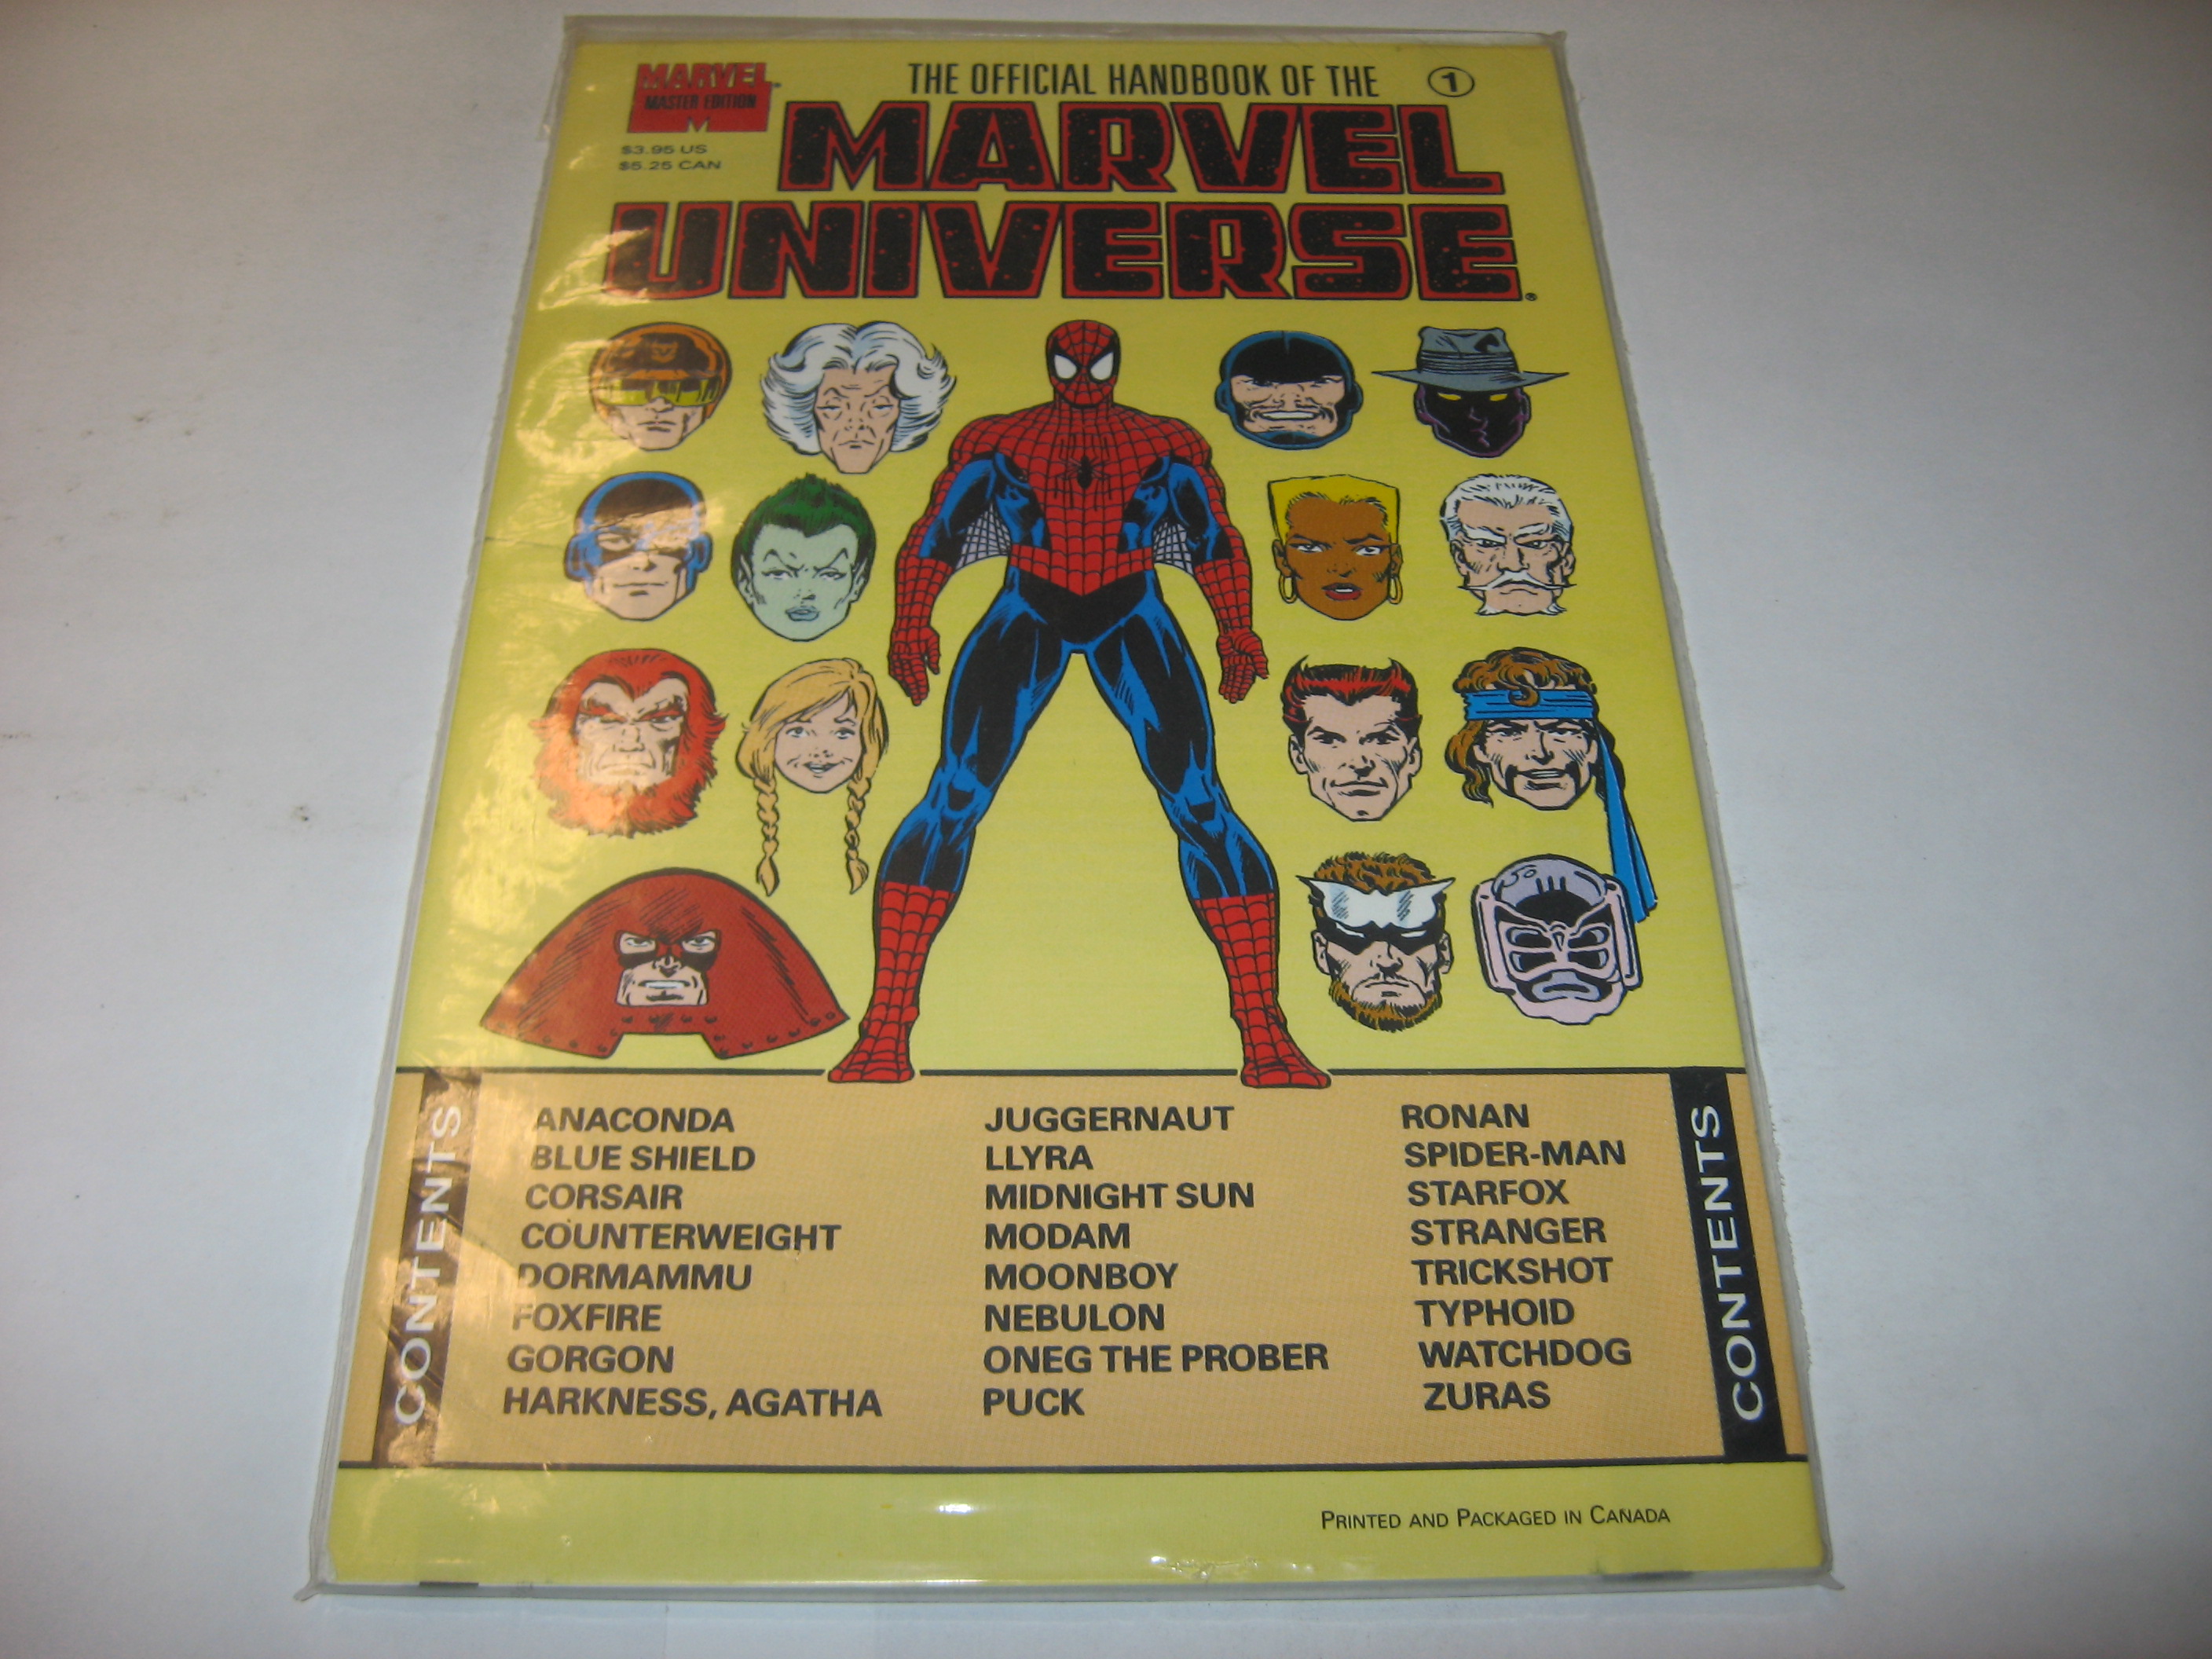 MARVEL
MASTER EDITION
M
$3.95 US
$5.25 CAN
THE OFFICIAL HANDBOOK OF THE
1
MARVEL
UNIVERSE®
S
CONTENTS
ANACONDA
BLUE SHIELD
CORSAIR
COUNTERWEIGHT
DORMAMMU
FOXFIRE
GORGON
HARKNESS, AGATHA
JUGGERNAUT
LLYRA
MIDNIGHT SUN
MODAM
MOONBOY
NEBULON
ONEG THE PROBER
PUCK
RONAN
SPIDER-MAN
STARFOX
STRANGER
TRICKSHOT
TYPHOID
WATCHDOG
ZURAS
CONTENTS
PRINTED AND PACKAGED IN CANADA